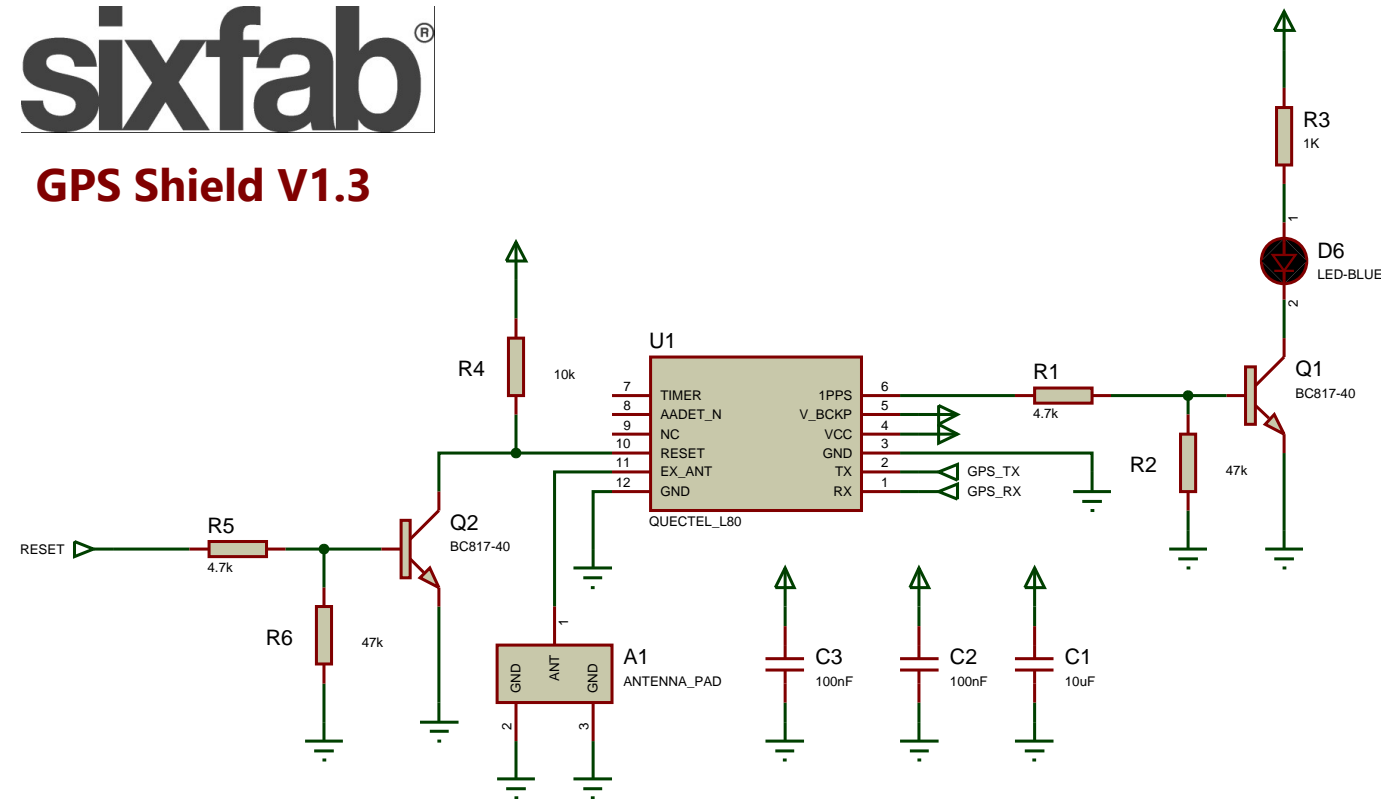 sixfab®
GPS Shield V1.3
R3
1K
1
D6
LED-BLUE
2
Q1
BC817-40
R4
10k
U1
7 TIMER
8 AADET_N
9 NC
10 RESET
11 EX_ANT
12 GND
1PPS 6
V_BCKP 5
VCC 4
GND 3
TX 2
RX 1
QUECTEL_L80
GPS_TX
GPS_RX
R1
4.7k
R2
47k
RESET
R5
4.7k
Q2
BC817-40
R6
47k
1
GND
ANT
GND
2
3
A1
ANTENNA_PAD
C3
100nF
C2
100nF
C1
10uF